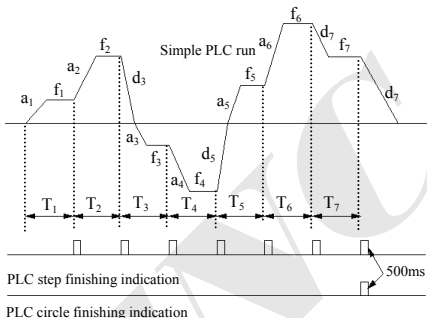 f₆
Simple PLC run
a₆
d₇
f₂
f₇
a₂
d₃
f₅
d₇
a₁
f₁
a₅
a₃
f₃
d₅
a₄
f₄
T₁ T₂ T₃ T₄ T₅ T₆ T₇
500ms
PLC step finishing indication
PLC circle finishing indication